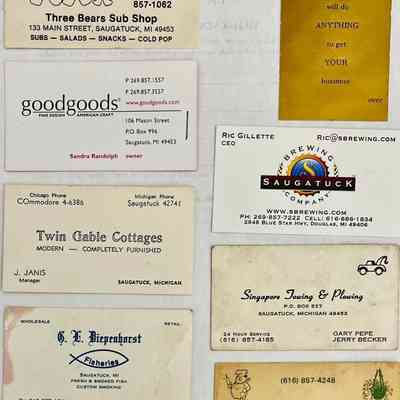 857-1062
Three Bears Sub Shop
133 MAIN STREET, SAUGATUCK, MI 49453
SUBS – SALADS – SNACKS – COLD POP
goodgoods®
FINE DESIGN AMERICAN CRAFT
P 269.857.1557
F 269.857.3537
www.goodgoods.com
106 Mason Street
P.O. Box 996
Saugatuck, MI 49453
Sandra Randolph owner
Chicago Phone
COmmodore 4-6386
Michigan Phone
Saugatuck 42741
Twin Gable Cottages
MODERN — COMPLETELY FURNISHED
J. JANIS
Manager
SAUGATUCK, MICHIGAN
WHOLESALE
RETAIL
G. E. Diepenhorst
Fisheries
SAUGATUCK, MI
FRESH & SMOKED FISH
CUSTOM SMOKING
will do
ANYTHING
to get
YOUR
business
over
RIC GILLETTE
CEO
RIC@SBREWING.COM
BREWING
SAUGATUCK
COMPANY
WWW.SBREWING.COM
PH: 269-857-7222 CELL: 616-886-1834
2948 BLUE STAR HWY, DOUGLAS, MI 49406
Singapore Towing & Plowing
P.O. BOX 527
SAUGATUCK, MICHIGAN 49453
24 HOUR SERVICE
(616) 857-4185
GARY PEPE
JERRY BECKER
(616) 857-4248